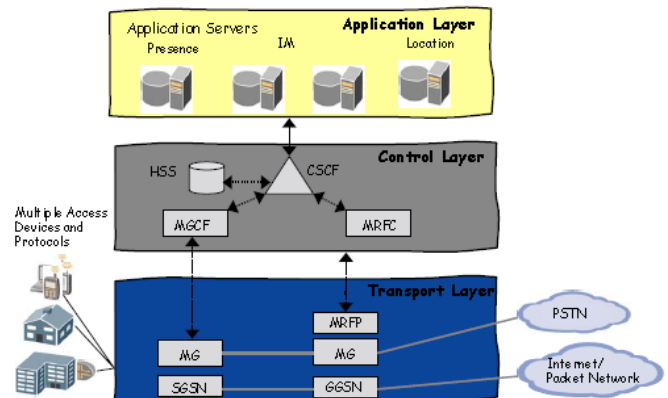 Application Layer
Application Servers
Presence
IM
Location
Control Layer
HSS
CSCF
MGCF
MRFC
Multiple Access
Devices and
Protocols
Transport Layer
MRFP
MG
MG
SGSN
GGSN
PSTN
Internet/
Packet Network